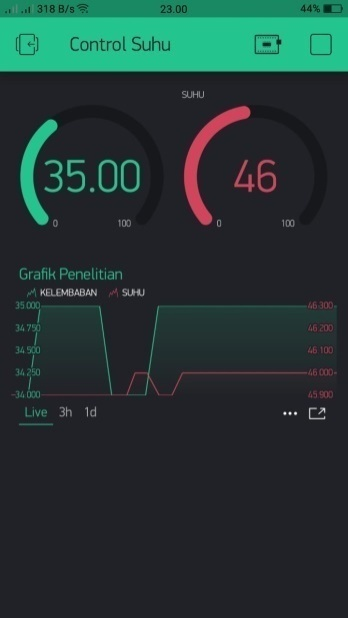 318 B/s 23.00 44%
Control Suhu
SUHU
35.00 46
0 100 0 100
Grafik Penelitian
KELEMBABAN SUHU
35.000 46.300
34.750 46.200
34.500 46.100
34.250 46.000
34.000 45.900
Live 3h 1d